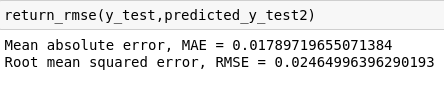 return_rmse(y_test,predicted_y_test2)
Mean absolute error, MAE = 0.01789719655071384
Root mean squared error, RMSE = 0.02464996396290193